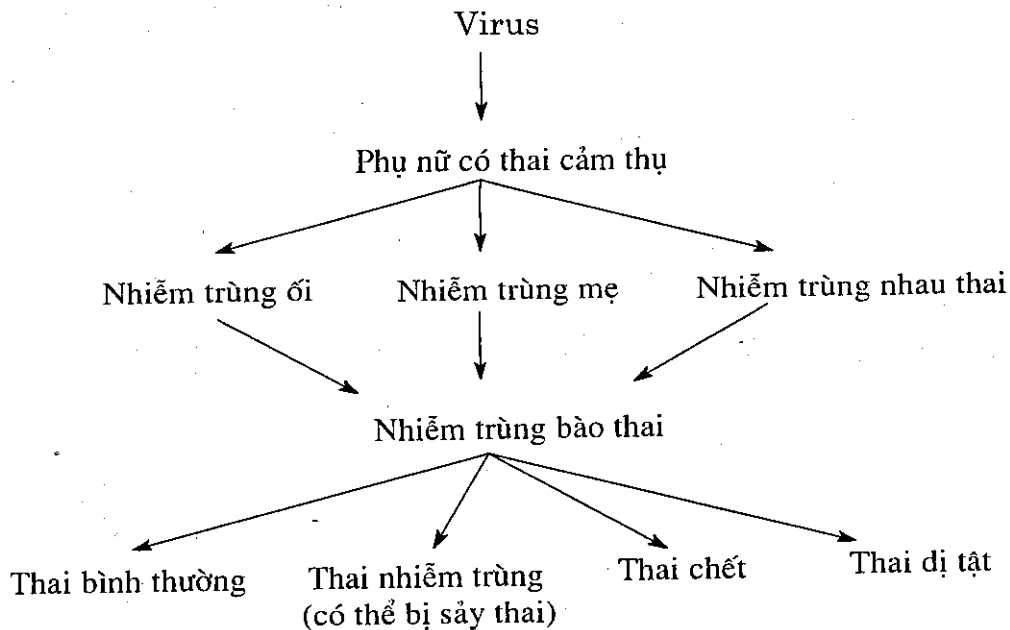 Virus
Phụ nữ có thai cảm thụ
Nhiễm trùng ối
Nhiễm trùng mẹ
Nhiễm trùng nhau thai
Nhiễm trùng bào thai
Thai bình thường
Thai nhiễm trùng
(có thể bị sảy thai)
Thai chết
Thai dị tật